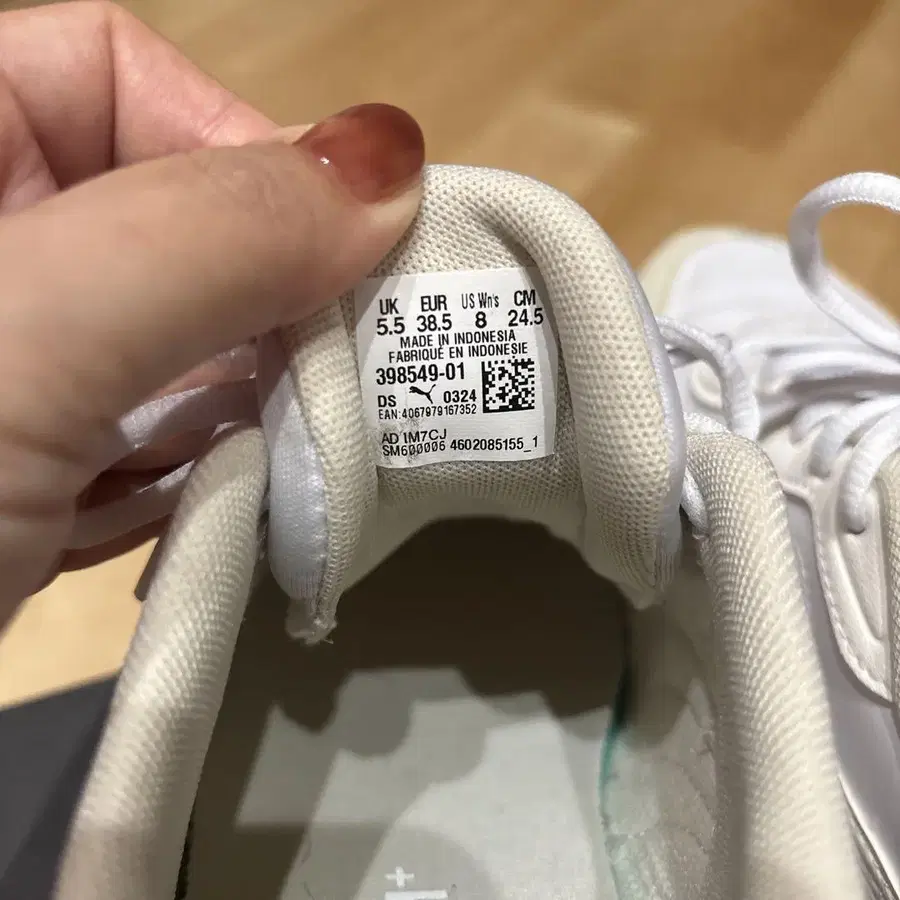 UK EUR US Wn's CM
5.5 38.5 8 24.5
MADE IN INDONESIA
FABRIQUÉ EN INDONESIE
398549-01
DS 0324
EAN:4067979167352
AD 1M7CJ
SM600006 4602085155_1